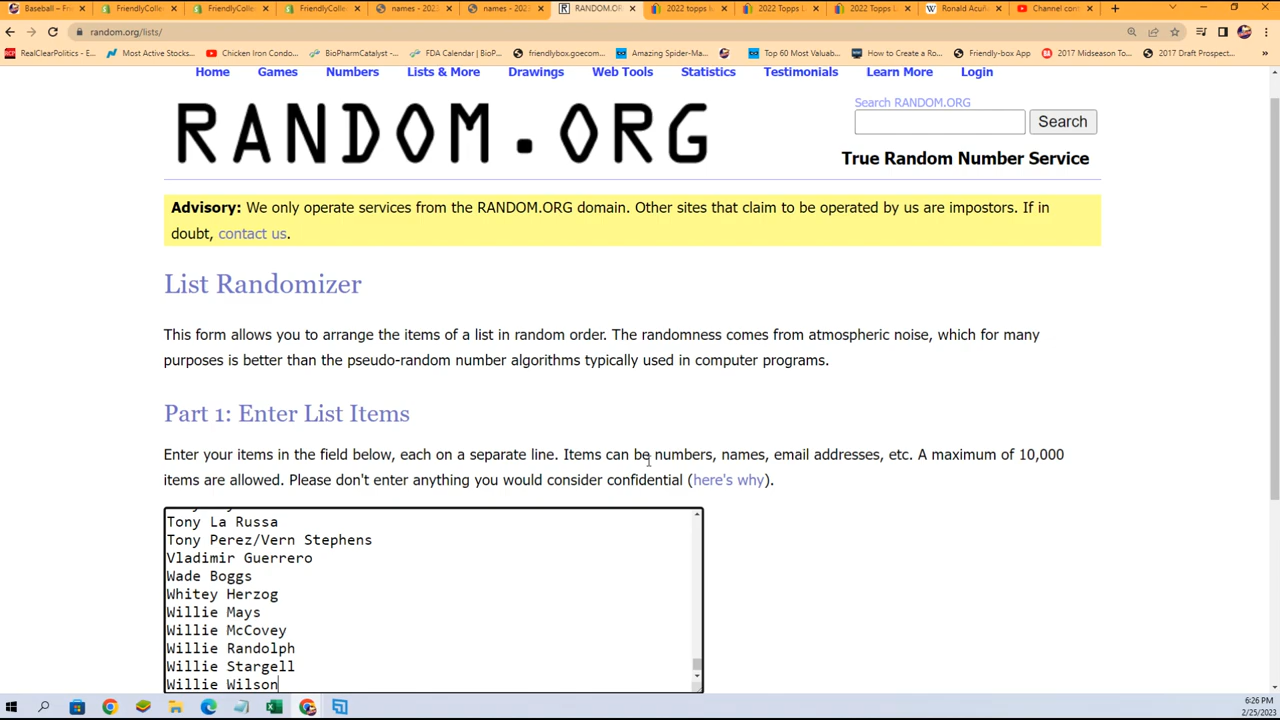 Baseball – Fri
FriendlyColle
FriendlyColle
FriendlyColle
names - 2023
names - 2023
RANDOM.OR
2022 topps
2022 Topps L
2022 Topps L
Ronald Acuñ
Channel cont
random.org/lists/
RealClearPolitics - E...
Most Active Stocks...
Chicken Iron Condo...
BioPharmCatalyst -...
FDA Calendar | BioP...
friendlybox.goecom...
Amazing Spider-Ma...
Top 60 Most Valuab...
How to Create a Ro...
Friendly-box App
2017 Midseason To...
2017 Draft Prospect...
Home Games Numbers Lists & More Drawings Web Tools Statistics Testimonials Learn More Login
RANDOM.ORG
Search RANDOM.ORG
Search
True Random Number Service
Advisory: We only operate services from the RANDOM.ORG domain. Other sites that claim to be operated by us are impostors. If in
doubt, contact us.
List Randomizer
This form allows you to arrange the items of a list in random order. The randomness comes from atmospheric noise, which for many
purposes is better than the pseudo-random number algorithms typically used in computer programs.
Part 1: Enter List Items
Enter your items in the field below, each on a separate line. Items can be numbers, names, email addresses, etc. A maximum of 10,000
items are allowed. Please don't enter anything you would consider confidential (here's why).
Tony La Russa
Tony Perez/Vern Stephens
Vladimir Guerrero
Wade Boggs
Whitey Herzog
Willie Mays
Willie McCovey
Willie Randolph
Willie Stargell
Willie Wilson
6:26 PM
2/25/2023